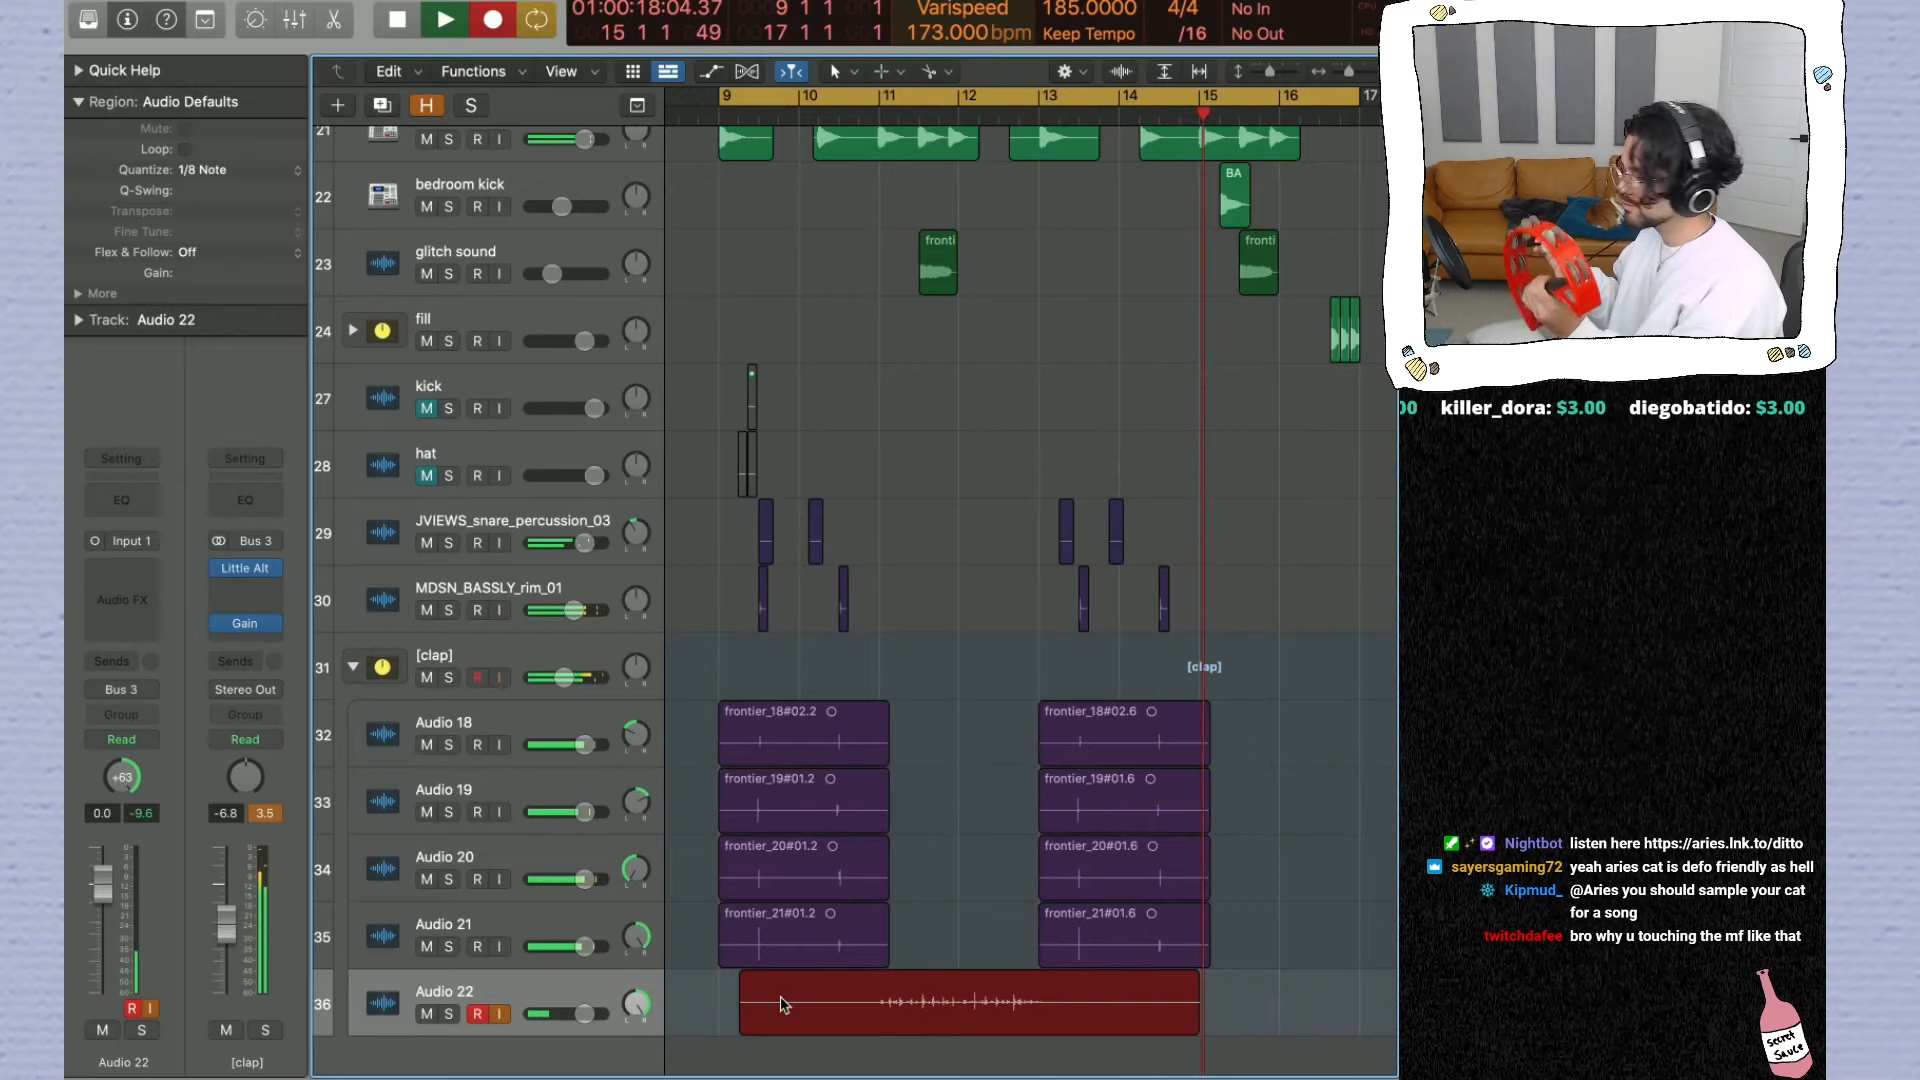 01:00:18:04.37
9 1 1 1
Varispeed
185.0000
4/4
No In
CPU
15 1 1 49
17 1 1 1
173.000bpm
Keep Tempo
/16
No Out
HD
Quick Help
Edit
Functions
View
Region: Audio Defaults
H S
9 10 11 12 13 14 15 16 17
Mute:
Loop:
Quantize: 1/8 Note
Q-Swing:
Transpose:
Fine Tune:
Flex & Follow: Off
Gain:
More
Track: Audio 22
21
M S R I
22
bedroom kick
M S R I
BA
23
glitch sound
M S R I
fronti
fronti
24
fill
M S R I
27
kick
M S R I
28
hat
M S R I
29
JVIEWS_snare_percussion_03
M S R I
30
MDSN_BASSLY_rim_01
M S R I
31
[clap]
M S R I
[clap]
32
Audio 18
M S R I
frontier_18#02.2
frontier_18#02.6
33
Audio 19
M S R I
frontier_19#01.2
frontier_19#01.6
34
Audio 20
M S R I
frontier_20#01.2
frontier_20#01.6
35
Audio 21
M S R I
frontier_21#01.2
frontier_21#01.6
36
Audio 22
M S R I
Setting
Setting
EQ
EQ
Input 1
Bus 3
Little Alt
Audio FX
Gain
Sends
Sends
Bus 3
Stereo Out
Group
Group
Read
Read
+63
0.0 -9.6
-6.8 3.5
R I
M S
M S
Audio 22
[clap]
00 killer_dora: $3.00 diegobatido: $3.00
Nightbot listen here https://aries.lnk.to/ditto
sayersgaming72 yeah aries cat is defo friendly as hell
Kipmud_ @Aries you should sample your cat
for a song
twitchdafee bro why u touching the mf like that
secret
Sauce